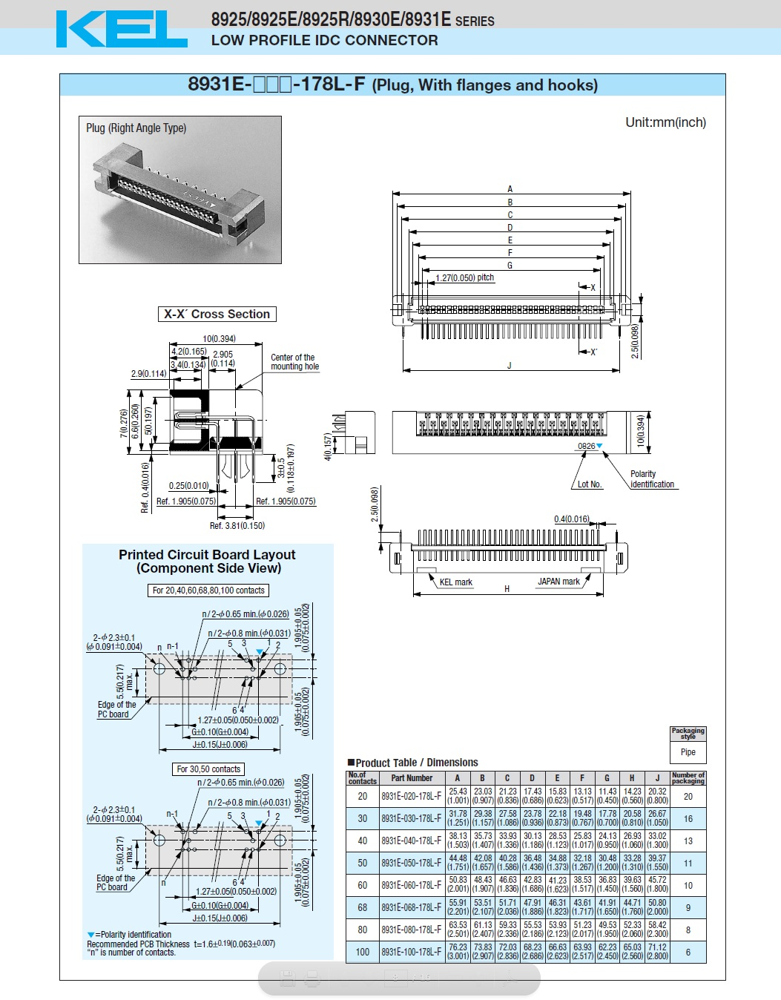 KEL
8925/8925E/8925R/8930E/8931E SERIES
LOW PROFILE IDC CONNECTOR
8931E-□□□-178L-F (Plug, With flanges and hooks)
Plug (Right Angle Type)
Unit:mm(inch)
A
B
C
D
E
F
G
1.27(0.050) pitch
X
X´
2.5(0.098)
J
X-X´ Cross Section
10(0.394)
4.2(0.165)
2.905
(0.114)
3.4(0.134)
2.9(0.114)
Center of the
mounting hole
7(0.276)
6.6(0.260)
5(0.197)
Ref. 0.4(0.016)
3±0.5
(0.118±0.197)
0.25(0.010)
Ref. 1.905(0.075)
Ref. 1.905(0.075)
Ref. 3.81(0.150)
4(0.157)
10(0.394)
0826▼
Lot No.
Polarity
identification
2.5(0.098)
0.4(0.016)
KEL mark
JAPAN mark
H
Printed Circuit Board Layout
(Component Side View)
For 20,40,60,68,80,100 contacts
n/2-φ0.65 min.(φ0.026)
n/2-φ0.8 min.(φ0.031)
2-φ2.3±0.1
(φ0.091±0.004)
n n-1 5 3 1 2
1.905±0.05
(0.075±0.002)
5.5(0.217)
max.
Edge of the
PC board
6 4
1.905±0.05
(0.075±0.002)
1.27±0.05(0.050±0.002)
G±0.10(G±0.004)
J±0.15(J±0.006)
For 30,50 contacts
n/2-φ0.65 min.(φ0.026)
n/2-φ0.8 min.(φ0.031)
2-φ2.3±0.1
(φ0.091±0.004)
n-1 5 3 1 2
1.905±0.05
(0.075±0.002)
5.5(0.217)
max.
Edge of the
PC board
n 6 4
1.905±0.05
(0.075±0.002)
1.27±0.05(0.050±0.002)
G±0.10(G±0.004)
J±0.15(J±0.006)
▼=Polarity identification
Recommended PCB Thickness t=1.6±0.19(0.063±0.007)
“n” is number of contacts.
Packaging
style
Pipe
■Product Table / Dimensions
No.of contacts Part Number A B C D E F G H J Number of packaging
20 8931E-020-178L-F 25.43 23.03 21.23 17.43 15.83 13.13 11.43 14.23 20.32 20
(1.001) (0.907) (0.836) (0.686) (0.623) (0.517) (0.450) (0.560) (0.800)
30 8931E-030-178L-F 31.78 29.38 27.58 23.78 22.18 19.48 17.78 20.58 26.67 16
(1.251) (1.157) (1.086) (0.936) (0.873) (0.767) (0.700) (0.810) (1.050)
40 8931E-040-178L-F 38.13 35.73 33.93 30.13 28.53 25.83 24.13 26.93 33.02 13
(1.503) (1.407) (1.336) (1.186) (1.123) (1.017) (0.950) (1.060) (1.300)
50 8931E-050-178L-F 44.48 42.08 40.28 36.48 34.88 32.18 30.48 33.28 39.37 11
(1.751) (1.657) (1.586) (1.436) (1.373) (1.267) (1.200) (1.310) (1.550)
60 8931E-060-178L-F 50.83 48.43 46.63 42.83 41.23 38.53 36.83 39.63 45.72 10
(2.001) (1.907) (1.836) (1.686) (1.623) (1.517) (1.450) (1.560) (1.800)
68 8931E-068-178L-F 55.91 53.51 51.71 47.91 46.31 43.61 41.91 44.71 50.80 9
(2.201) (2.107) (2.036) (1.886) (1.823) (1.717) (1.650) (1.760) (2.000)
80 8931E-080-178L-F 63.53 61.13 59.33 55.53 53.93 51.23 49.53 52.33 58.42 8
(2.501) (2.407) (2.336) (2.186) (2.123) (2.017) (1.950) (2.060) (2.300)
100 8931E-100-178L-F 76.23 73.83 72.03 68.23 66.63 63.93 62.23 65.03 71.12 6
(3.001) (2.907) (2.836) (2.686) (2.623) (2.517) (2.450) (2.560) (2.800)